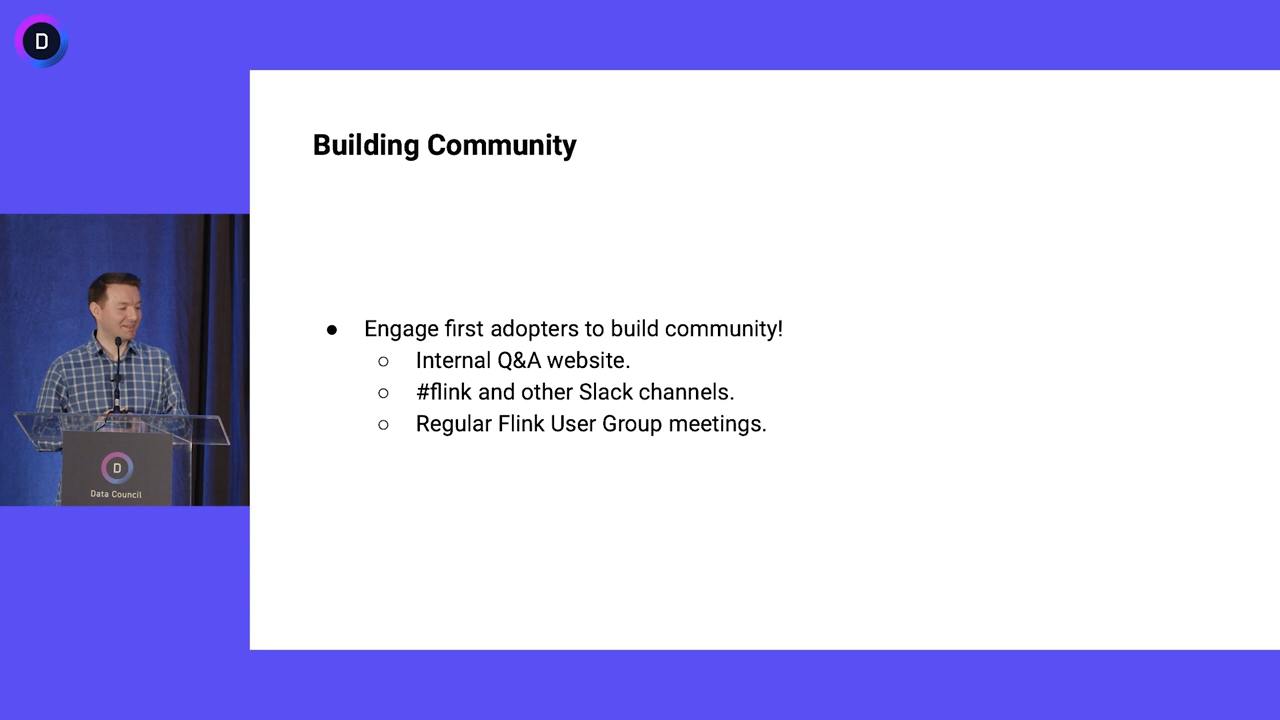 D
Building Community
● Engage first adopters to build community!
○ Internal Q&A website.
○ #flink and other Slack channels.
○ Regular Flink User Group meetings.
D
Data Council